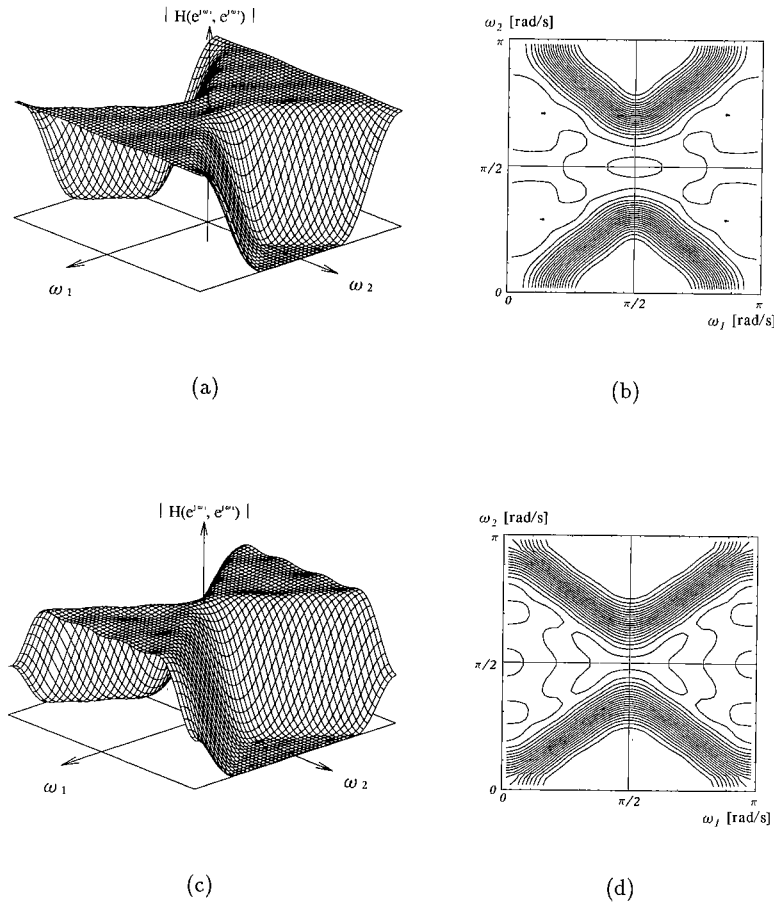 | H(e^{jω₁}, e^{jω₂}) |
ω₁
ω₂
(a)
ω₂ [rad/s]
π
π/2
0
0
π/2
π
ω₁ [rad/s]
(b)
| H(e^{jω₁}, e^{jω₂}) |
ω₁
ω₂
(c)
ω₂ [rad/s]
π
π/2
0
0
π/2
π
ω₁ [rad/s]
(d)